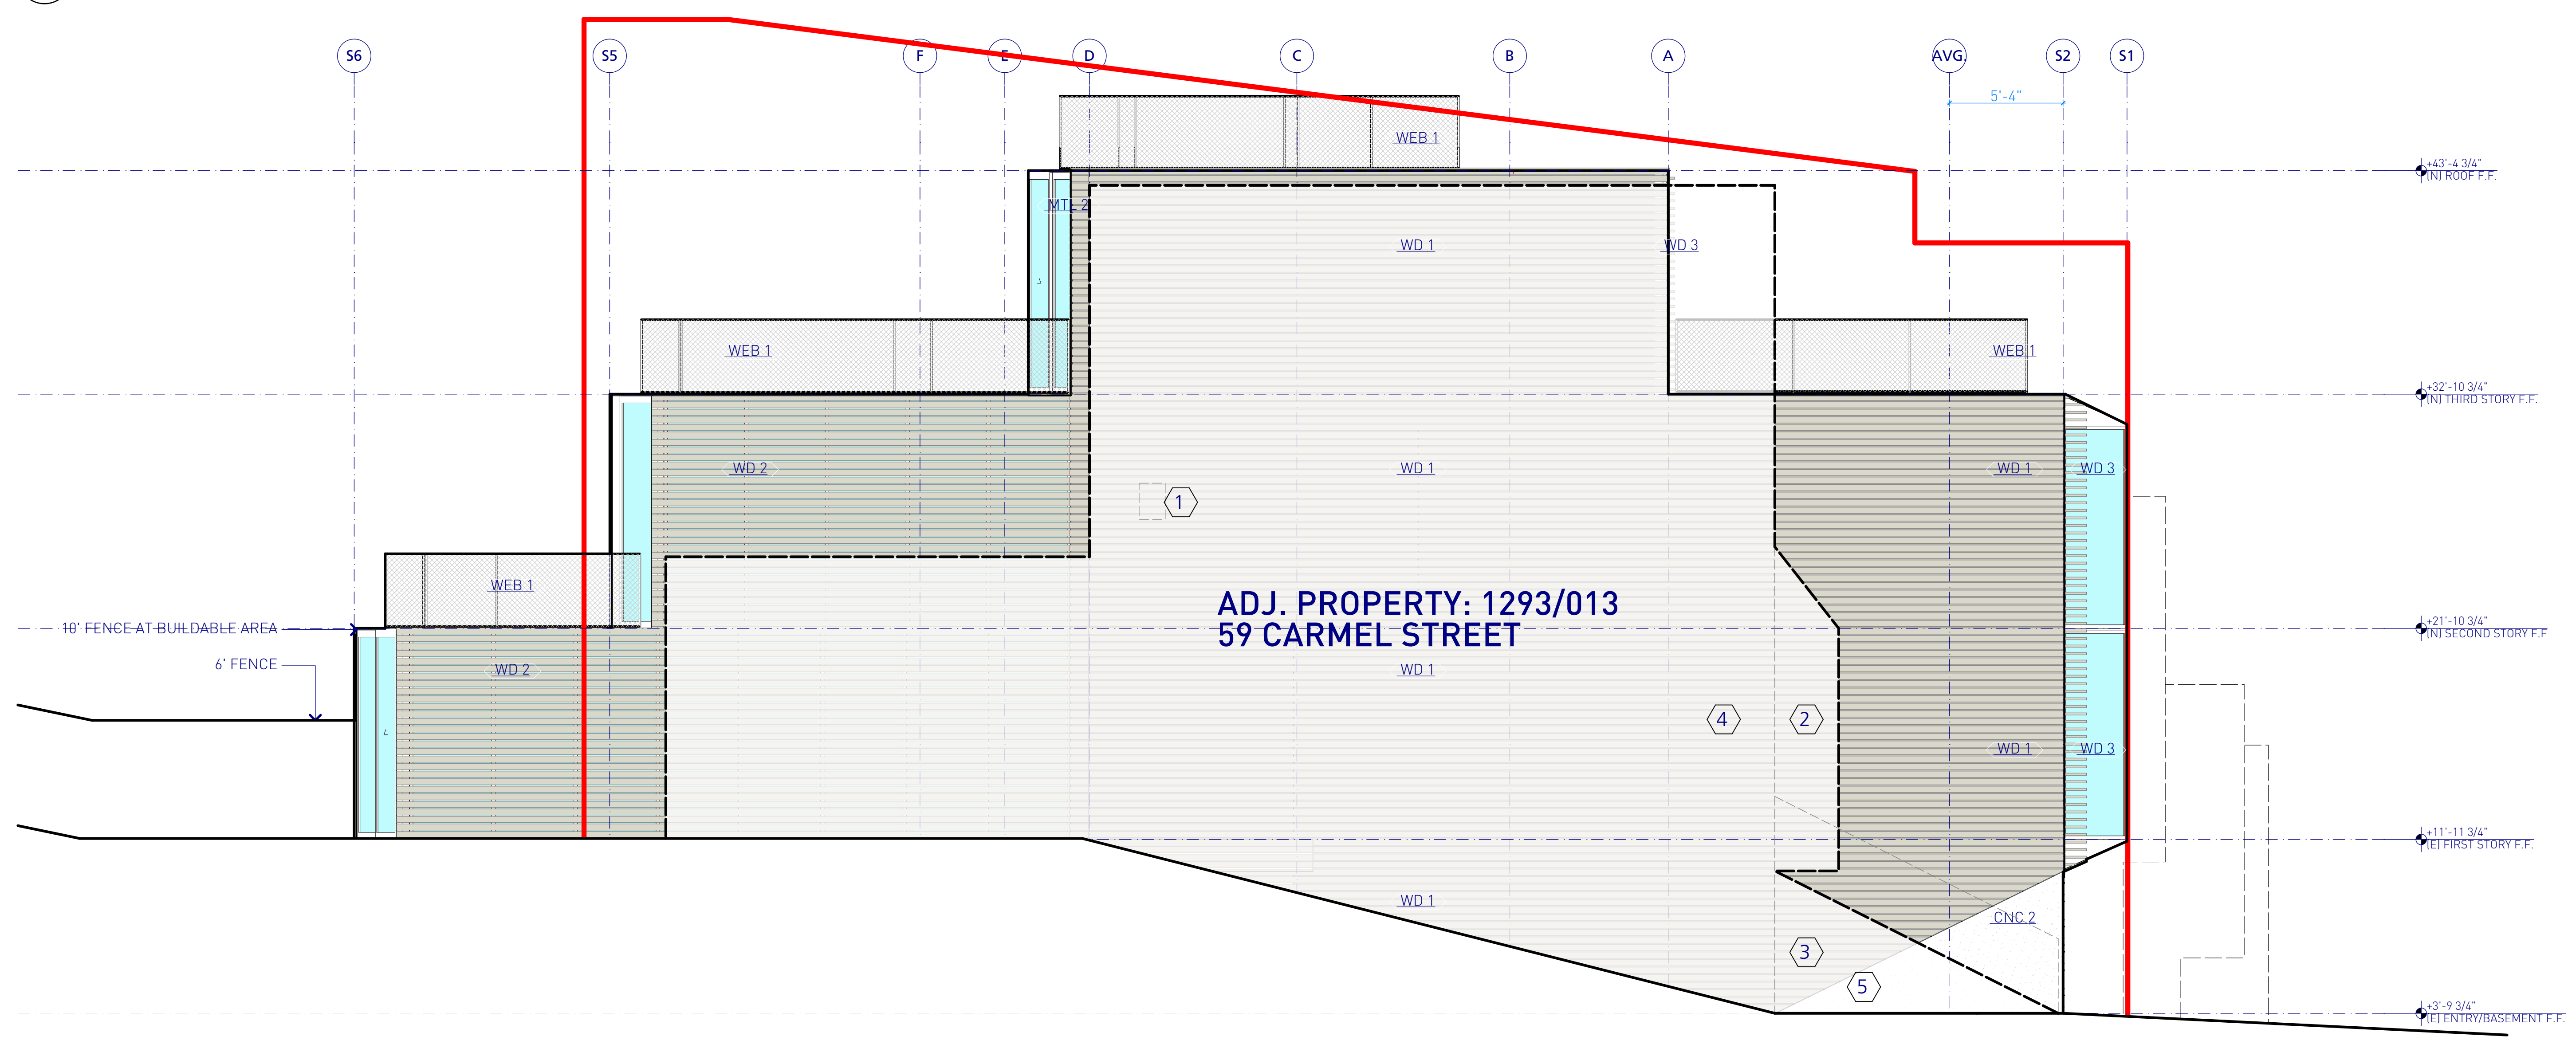 S6 S5 F E D C B A AVG. S2 S1
5'-4"
WEB 1
+43'-4 3/4"
(N) ROOF F.F.
MTL 2
WD 1
WD 3
WEB 1
WEB 1
+32'-10 3/4"
(N) THIRD STORY F.F.
WD 2
WD 1
WD 1
WD 3
1
WEB 1
ADJ. PROPERTY: 1293/013
59 CARMEL STREET
10' FENCE AT BUILDABLE AREA
+21'-10 3/4"
(N) SECOND STORY F.F
6' FENCE
WD 2
WD 1
4
2
WD 1
WD 3
+11'-11 3/4"
(E) FIRST STORY F.F.
WD 1
CNC 2
3
5
+3'-9 3/4"
(E) ENTRY/BASEMENT F.F.